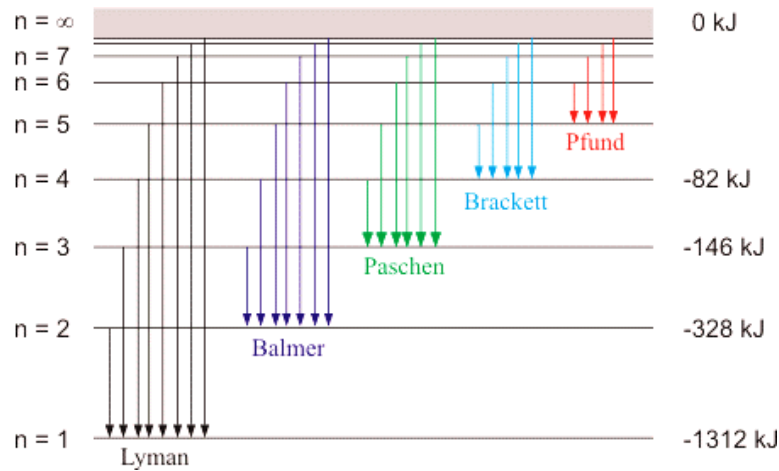 n = ∞ 0 kJ
n = 7
n = 6
n = 5
Pfund
n = 4 -82 kJ
Brackett
n = 3 -146 kJ
Paschen
n = 2 -328 kJ
Balmer
n = 1 -1312 kJ
Lyman